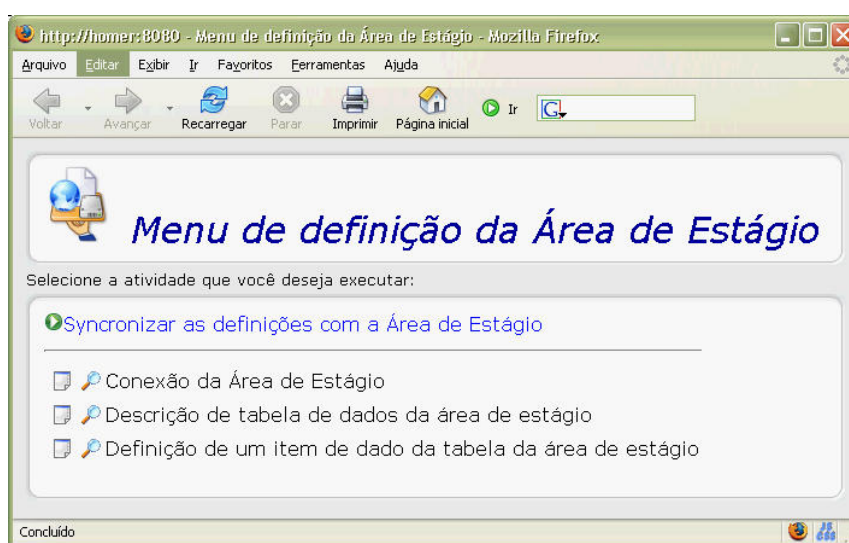 http://homer:8080 - Menu de definição da Área de Estágio - Mozilla Firefox
Arquivo Editar Exibir Ir Favoritos Ferramentas Ajuda
Voltar Avançar Recarregar Parar Imprimir Página inicial Ir G
Menu de definição da Área de Estágio
Selecione a atividade que você deseja executar:
Syncronizar as definições com a Área de Estágio
Conexão da Área de Estágio
Descrição de tabela de dados da área de estágio
Definição de um item de dado da tabela da área de estágio
Concluído